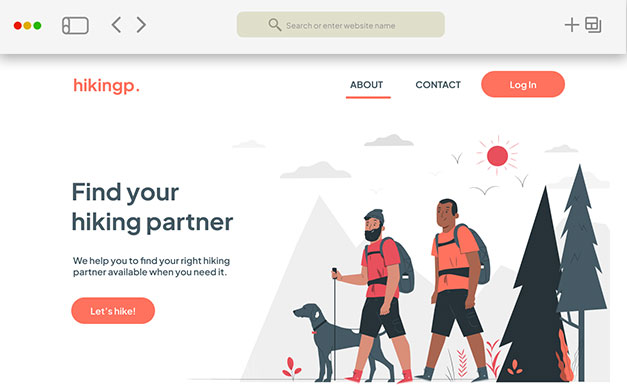 Search or enter website name
hikingp.
ABOUT
CONTACT
Log In
Find your
hiking partner
We help you to find your right hiking
partner available when you need it.
Let's hike!